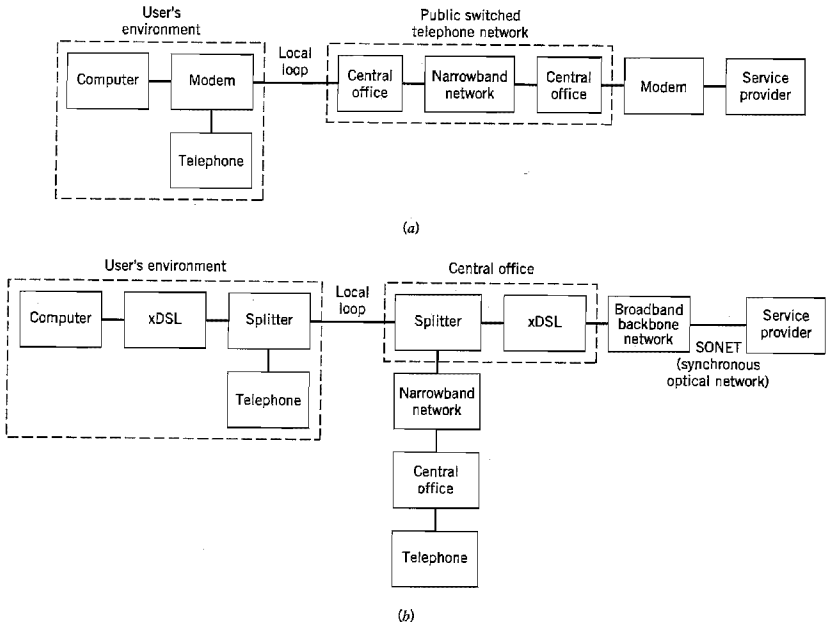 User's
environment
Public switched
telephone network
Local
loop
Computer
Modem
Central
office
Narrowband
network
Central
office
Modem
Service
provider
Telephone
(a)
User's environment
Central office
Local
loop
Computer
xDSL
Splitter
Splitter
xDSL
Broadband
backbone
network
Service
provider
SONET
(synchronous
optical network)
Telephone
Narrowband
network
Central
office
Telephone
(b)